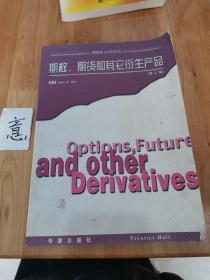 期权、期货和其它衍生产品
Options, Future
and other
Derivatives
意
华夏出版社
Prentice Hall